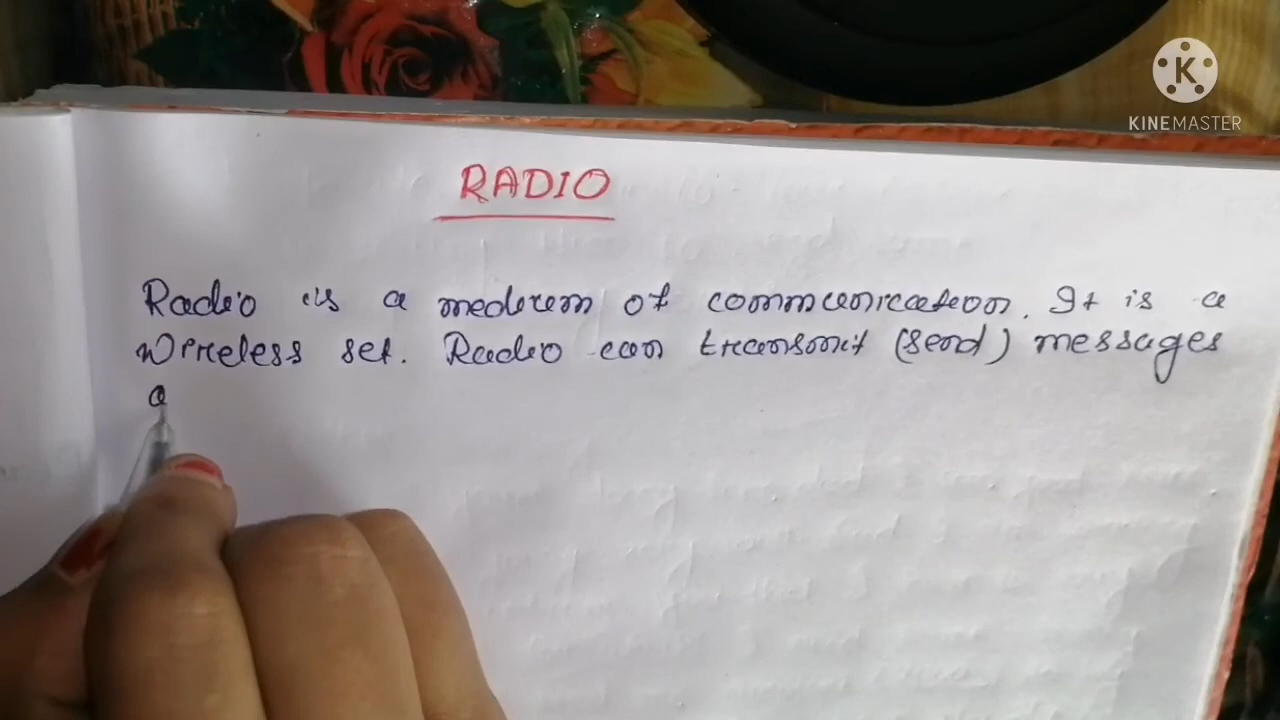 KINEMASTER
RADIO
Radio is a medium of communication. It is a
Wireless set. Radio can transmit (send) messages
a